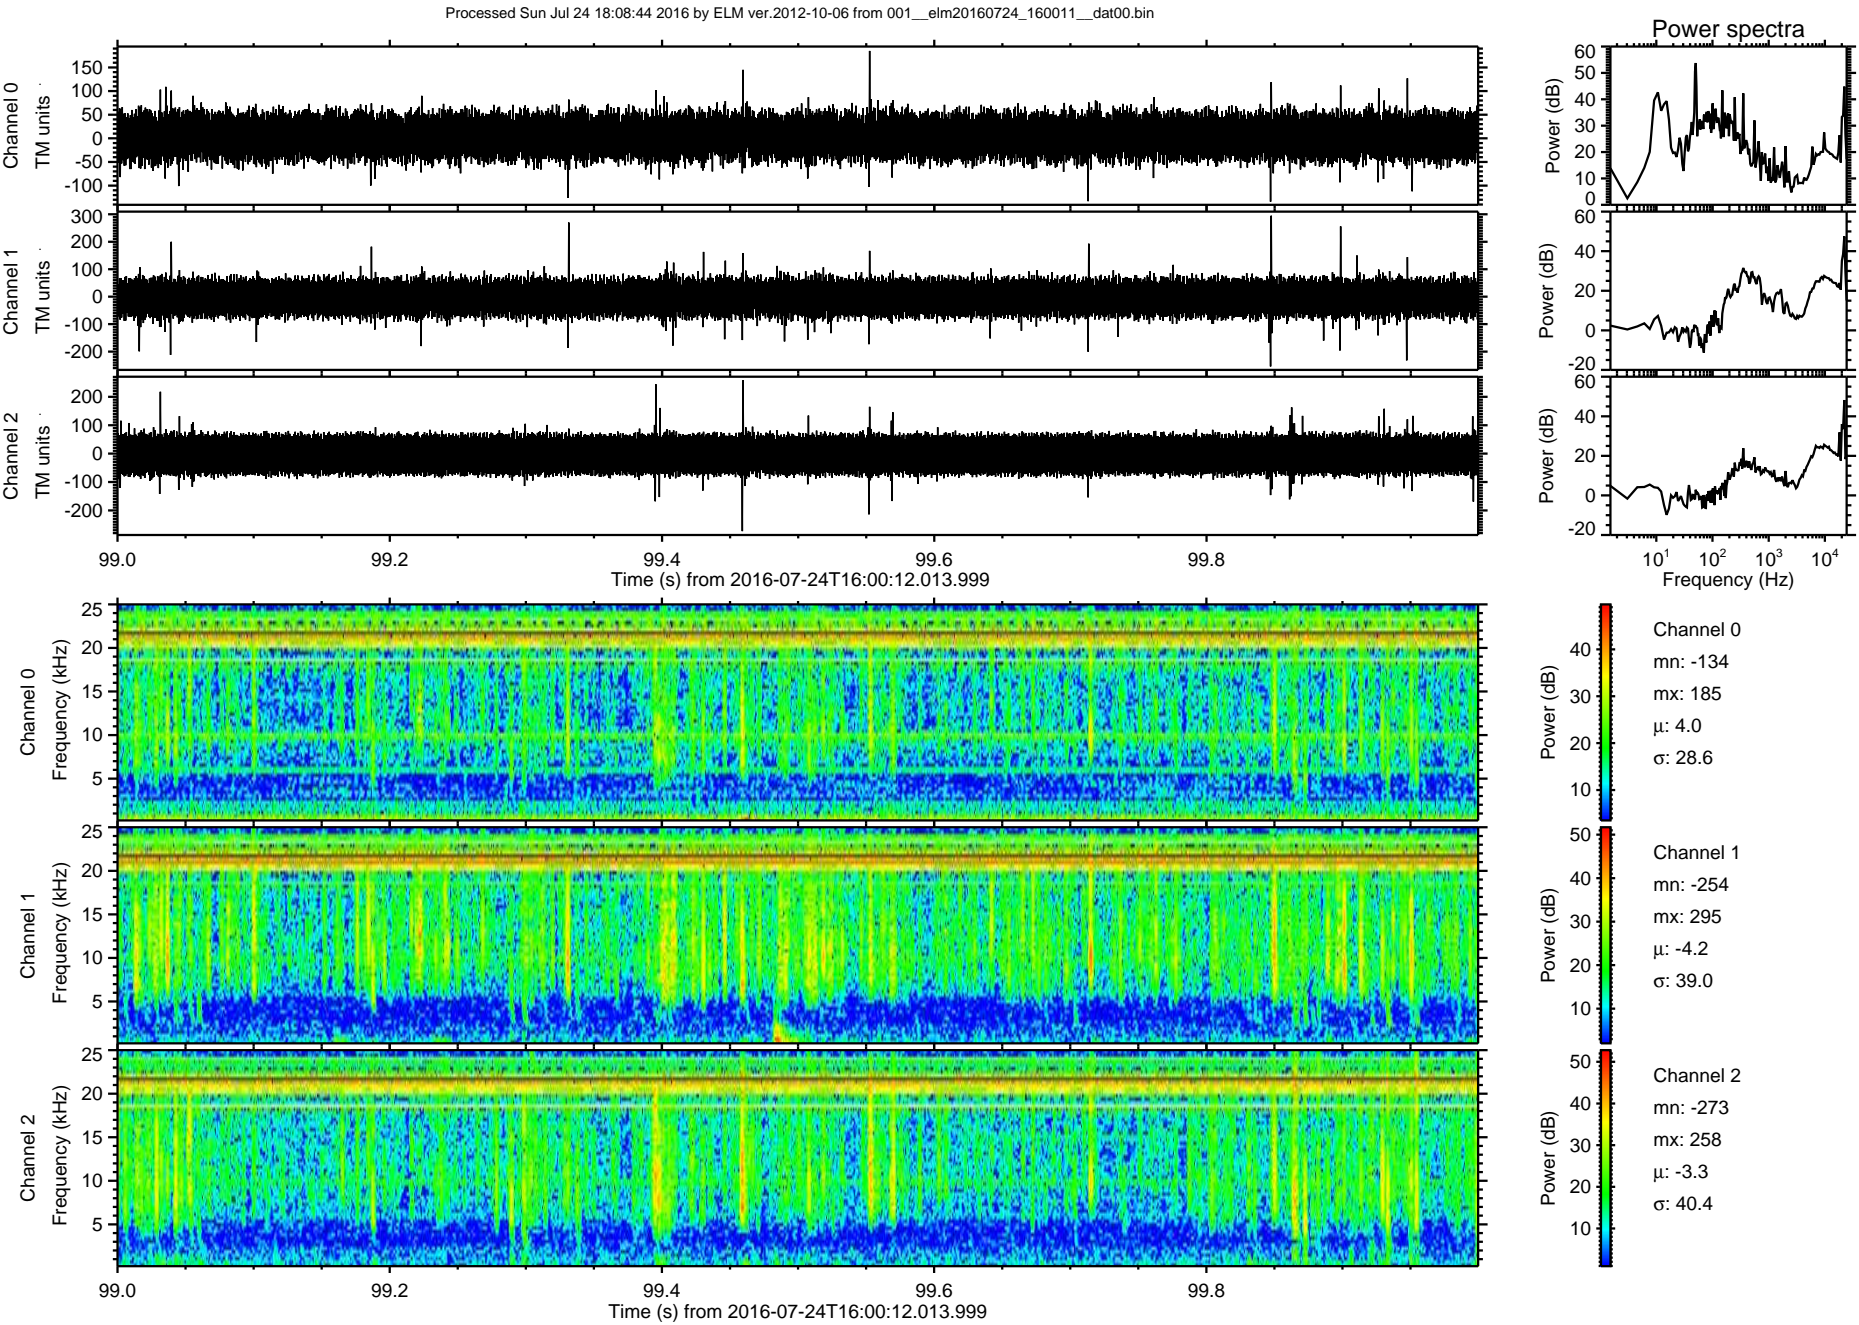 Processed Sun Jul 24 18:08:44 2016 by ELM ver.2012-10-06 from 001__elm20160724_160011__dat00.bin
Power spectra
Channel 0
TM units
150
100
50
0
-50
-100
Power (dB)
60
50
40
30
20
10
0
Channel 1
TM units
300
200
100
0
-100
-200
Power (dB)
60
40
20
0
-20
Channel 2
TM units
200
100
0
-100
-200
Power (dB)
60
40
20
0
-20
99.0 99.2 99.4 99.6 99.8
Time (s) from 2016-07-24T16:00:12.013.999
10¹ 10² 10³ 10⁴
Frequency (Hz)
Channel 0
Frequency (kHz)
25
20
15
10
5
Power (dB)
40
30
20
10
Channel 0
mn: -134
mx: 185
μ: 4.0
σ: 28.6
Channel 1
Frequency (kHz)
25
20
15
10
5
Power (dB)
50
40
30
20
10
Channel 1
mn: -254
mx: 295
μ: -4.2
σ: 39.0
Channel 2
Frequency (kHz)
25
20
15
10
5
Power (dB)
50
40
30
20
10
Channel 2
mn: -273
mx: 258
μ: -3.3
σ: 40.4
99.0 99.2 99.4 99.6 99.8
Time (s) from 2016-07-24T16:00:12.013.999